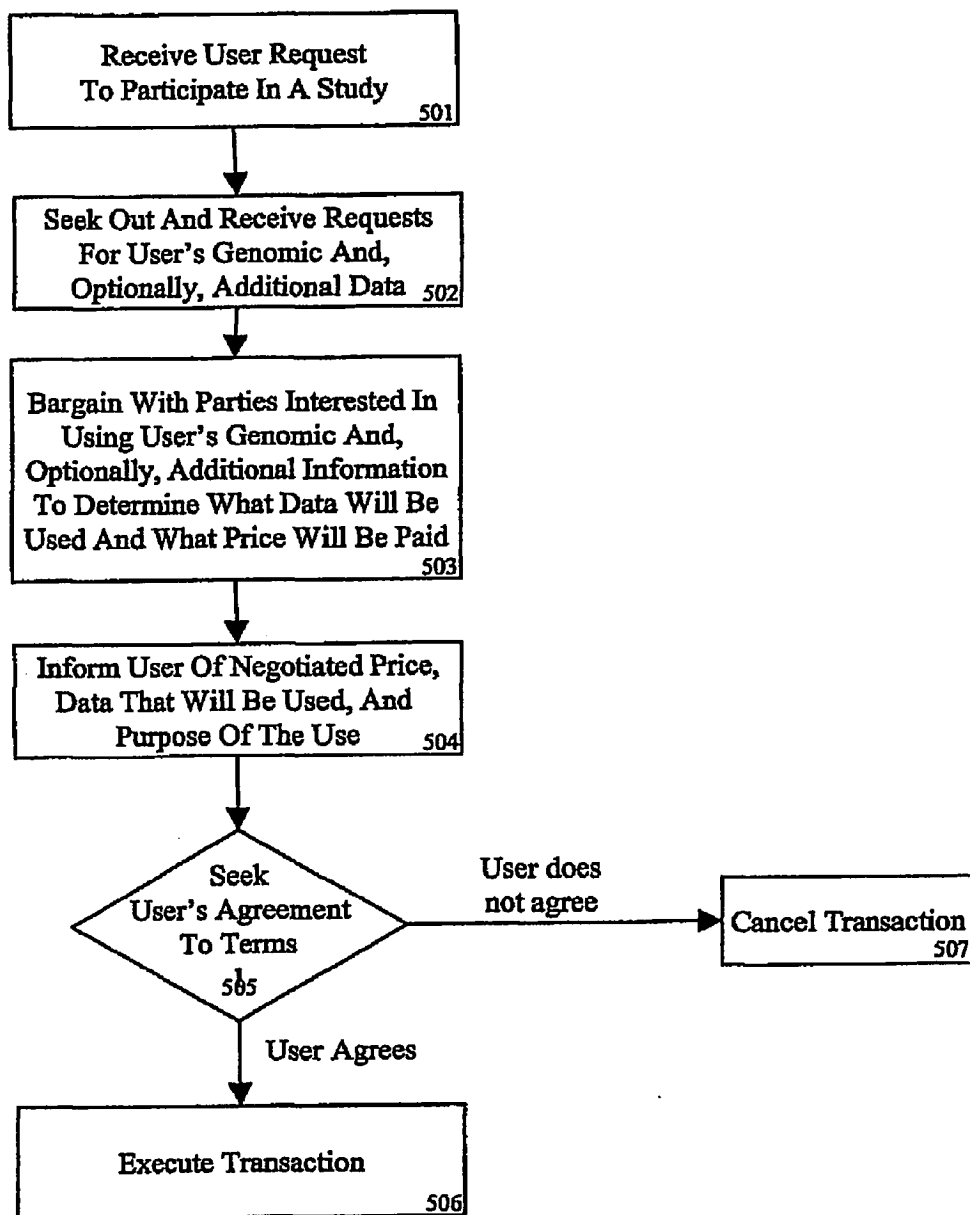 Receive User Request
To Participate In A Study
501
Seek Out And Receive Requests
For User's Genomic And,
Optionally, Additional Data 502
Bargain With Parties Interested In
Using User's Genomic And,
Optionally, Additional Information
To Determine What Data Will Be
Used And What Price Will Be Paid
503
Inform User Of Negotiated Price,
Data That Will Be Used, And
Purpose Of The Use 504
Seek
User's Agreement
To Terms
505
User does
not agree
Cancel Transaction
507
User Agrees
Execute Transaction
506